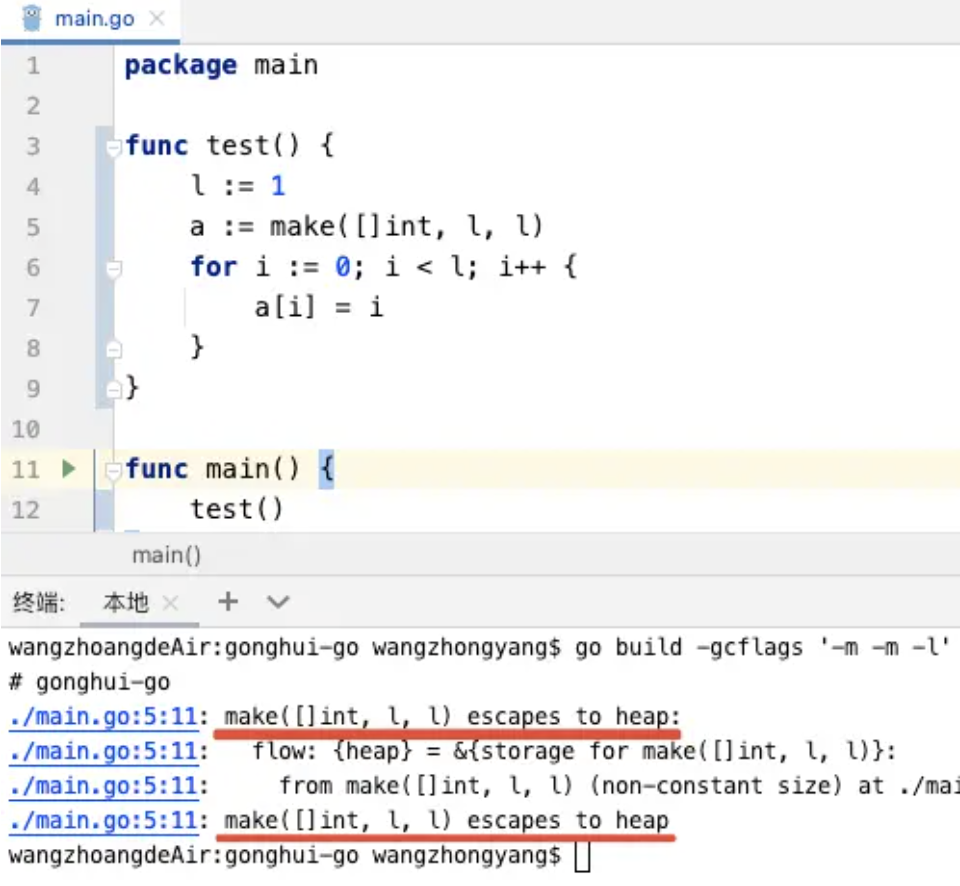 main.go
1 package main
2
3 func test() {
4 l := 1
5 a := make([]int, l, l)
6 for i := 0; i < l; i++ {
7 a[i] = i
8 }
9 }
10
11 func main() {
12 test()
main()
终端: 本地
wangzhoangdeAir:gonghui-go wangzhongyang$ go build -gcflags '-m -m -l'
# gonghui-go
./main.go:5:11: make([]int, l, l) escapes to heap:
./main.go:5:11: flow: {heap} = &{storage for make([]int, l, l)}:
./main.go:5:11: from make([]int, l, l) (non-constant size) at ./mai
./main.go:5:11: make([]int, l, l) escapes to heap
wangzhoangdeAir:gonghui-go wangzhongyang$